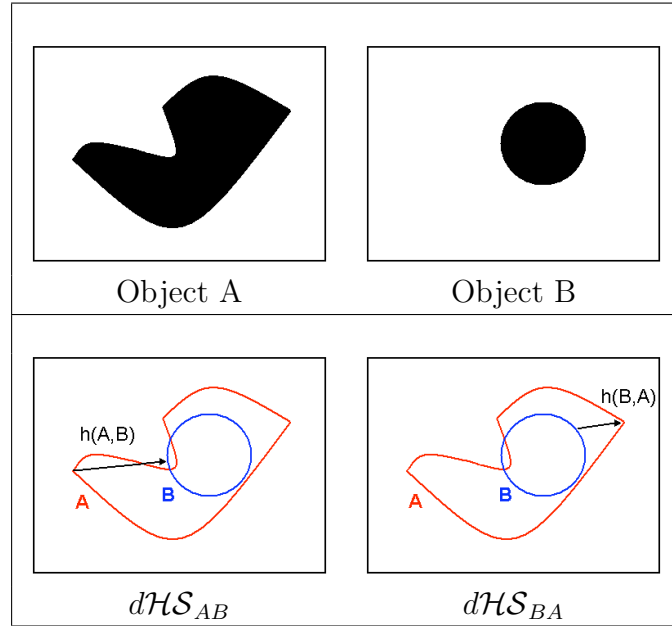 Object A
Object B
h(A,B)
A
B
h(B,A)
A
B
dHS_AB
dHS_BA